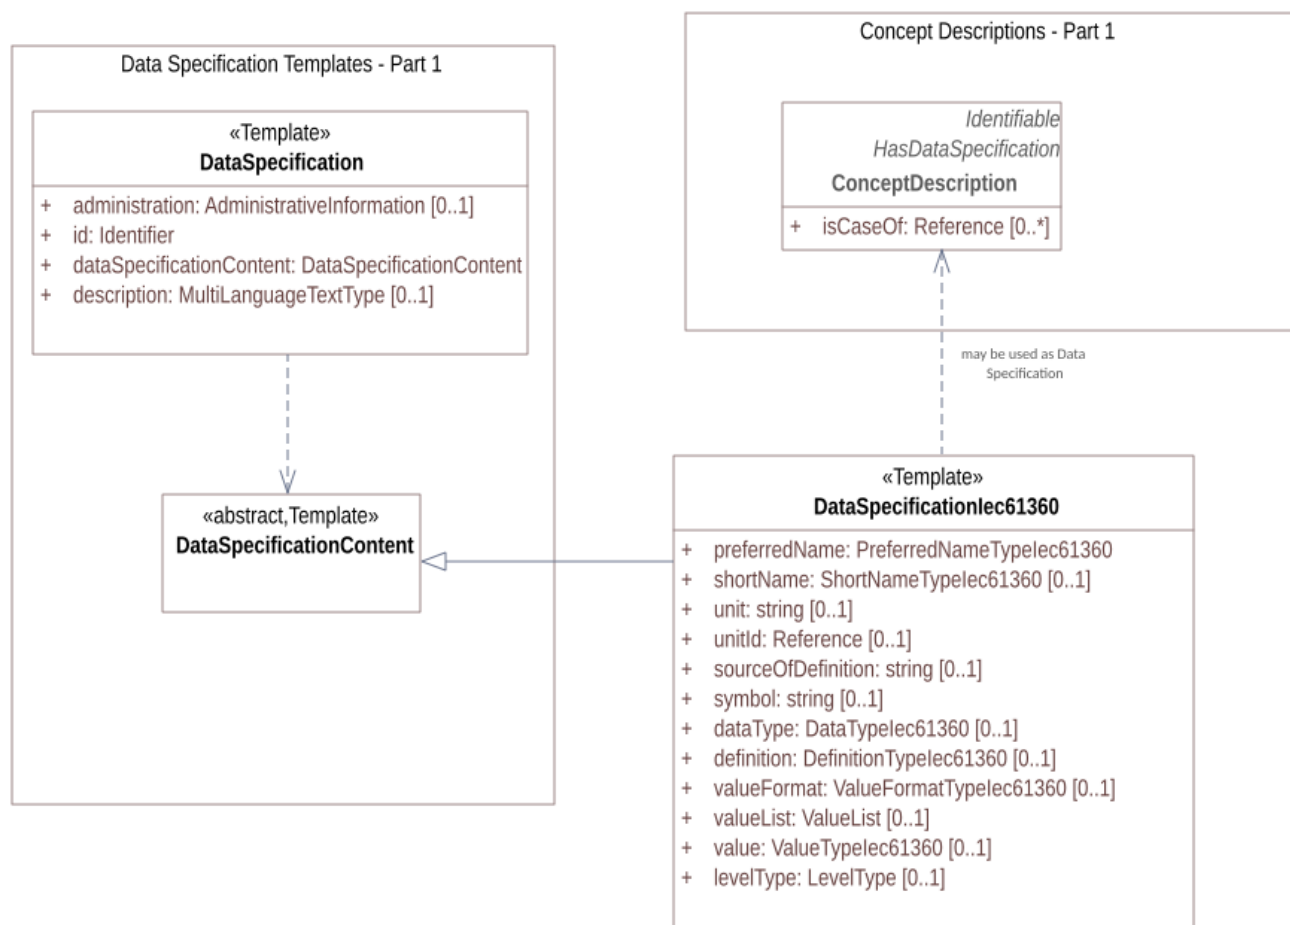 Data Specification Templates - Part 1
«Template»
DataSpecification
+ administration: AdministrativeInformation [0..1]
+ id: Identifier
+ dataSpecificationContent: DataSpecificationContent
+ description: MultiLanguageTextType [0..1]
«abstract,Template»
DataSpecificationContent
Concept Descriptions - Part 1
Identifiable
HasDataSpecification
ConceptDescription
+ isCaseOf: Reference [0..*]
may be used as Data
Specification
«Template»
DataSpecificationIec61360
+ preferredName: PreferredNameTypeIec61360
+ shortName: ShortNameTypeIec61360 [0..1]
+ unit: string [0..1]
+ unitId: Reference [0..1]
+ sourceOfDefinition: string [0..1]
+ symbol: string [0..1]
+ dataType: DataTypeIec61360 [0..1]
+ definition: DefinitionTypeIec61360 [0..1]
+ valueFormat: ValueFormatTypeIec61360 [0..1]
+ valueList: ValueList [0..1]
+ value: ValueTypeIec61360 [0..1]
+ levelType: LevelType [0..1]